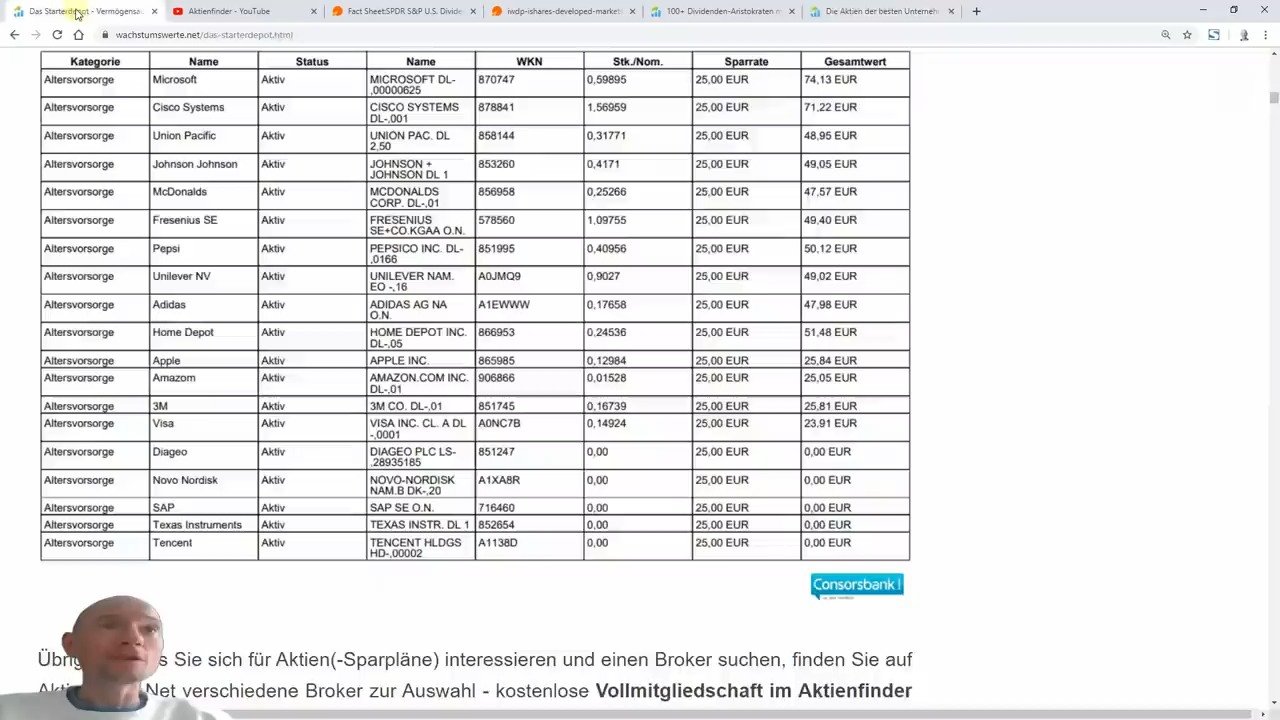 Das Starterdepot - Vermögensa
Aktienfinder - YouTube
Fact Sheet:SPDR S&P U.S. Divide
iwdp-ishares-developed-markets
100+ Dividenden-Aristokraten m
Die Aktien der besten Unterneh
wachstumswerte.net/das-starterdepot.html
Kategorie Name Status Name WKN Stk./Nom. Sparrate Gesamtwert
Altersvorsorge Microsoft Aktiv MICROSOFT DL- 870747 0,59895 25,00 EUR 74,13 EUR
,00000625
Altersvorsorge Cisco Systems Aktiv CISCO SYSTEMS 878841 1,56959 25,00 EUR 71,22 EUR
DL-,001
Altersvorsorge Union Pacific Aktiv UNION PAC. DL 858144 0,31771 25,00 EUR 48,95 EUR
2,50
Altersvorsorge Johnson Johnson Aktiv JOHNSON + 853260 0,4171 25,00 EUR 49,05 EUR
JOHNSON DL 1
Altersvorsorge McDonalds Aktiv MCDONALDS 856958 0,25266 25,00 EUR 47,57 EUR
CORP. DL-,01
Altersvorsorge Fresenius SE Aktiv FRESENIUS 578560 1,09755 25,00 EUR 49,40 EUR
SE+CO.KGAA O.N.
Altersvorsorge Pepsi Aktiv PEPSICO INC. DL- 851995 0,40956 25,00 EUR 50,12 EUR
,0166
Altersvorsorge Unilever NV Aktiv UNILEVER NAM. A0JMQ9 0,9027 25,00 EUR 49,02 EUR
EO -,16
Altersvorsorge Adidas Aktiv ADIDAS AG NA A1EWWW 0,17658 25,00 EUR 47,98 EUR
O.N.
Altersvorsorge Home Depot Aktiv HOME DEPOT INC. 866953 0,24536 25,00 EUR 51,48 EUR
DL-,05
Altersvorsorge Apple Aktiv APPLE INC. 865985 0,12984 25,00 EUR 25,84 EUR
Altersvorsorge Amazom Aktiv AMAZON.COM INC. 906866 0,01528 25,00 EUR 25,05 EUR
DL-,01
Altersvorsorge 3M Aktiv 3M CO. DL-,01 851745 0,16739 25,00 EUR 25,81 EUR
Altersvorsorge Visa Aktiv VISA INC. CL. A DL A0NC7B 0,14924 25,00 EUR 23,91 EUR
-,0001
Altersvorsorge Diageo Aktiv DIAGEO PLC LS- 851247 0,00 25,00 EUR 0,00 EUR
,28935185
Altersvorsorge Novo Nordisk Aktiv NOVO-NORDISK A1XA8R 0,00 25,00 EUR 0,00 EUR
NAM.B DK-,20
Altersvorsorge SAP Aktiv SAP SE O.N. 716460 0,00 25,00 EUR 0,00 EUR
Altersvorsorge Texas Instruments Aktiv TEXAS INSTR. DL 1 852654 0,00 25,00 EUR 0,00 EUR
Altersvorsorge Tencent Aktiv TENCENT HLDGS A1138D 0,00 25,00 EUR 0,00 EUR
HD-,00002
Consorsbank!
Übrig s Sie sich für Aktien(-Sparpläne) interessieren und einen Broker suchen, finden Sie auf
Akti Net verschiedene Broker zur Auswahl - kostenlose Vollmitgliedschaft im Aktienfinder